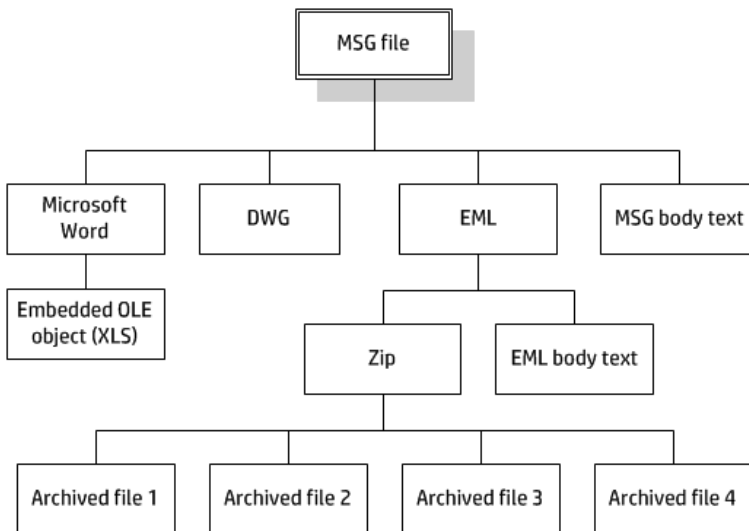 MSG file
Microsoft
Word
DWG
EML
MSG body text
Embedded OLE
object (XLS)
Zip
EML body text
Archived file 1
Archived file 2
Archived file 3
Archived file 4